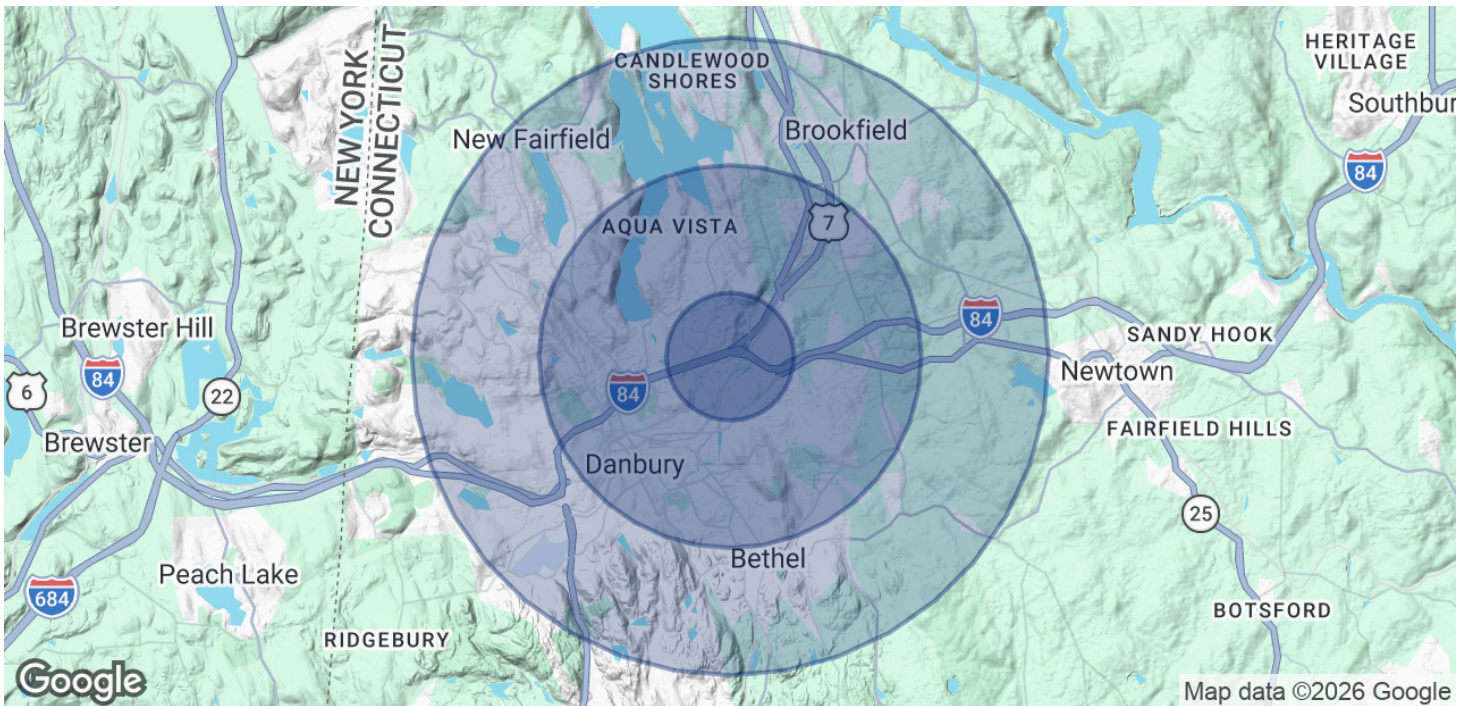 HERITAGE
VILLAGE
CANDLEWOOD
SHORES
NEW YORK
CONNECTICUT
Southbur
New Fairfield
Brookfield
84
AQUA VISTA
7
Brewster Hill
84
SANDY HOOK
84
Newtown
6
22
84
Brewster
FAIRFIELD HILLS
Danbury
25
Bethel
Peach Lake
684
BOTSFORD
RIDGEBURY
Google
Map data ©2026 Google